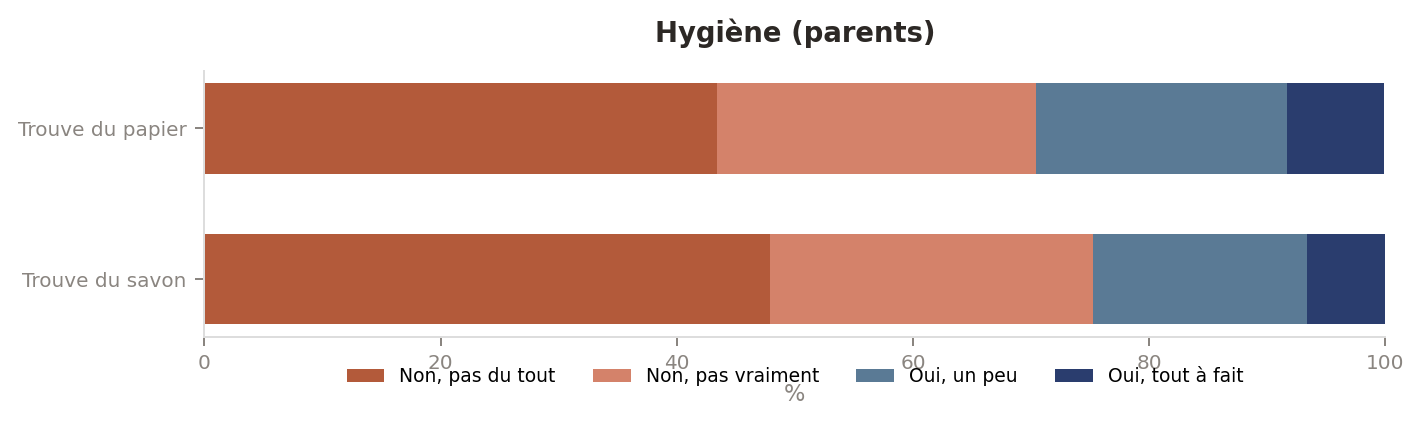 Hygiène (parents)
Trouve du papier
Trouve du savon
0 20 40 60 80 100
Non, pas du tout Non, pas vraiment Oui, un peu Oui, tout à fait
%